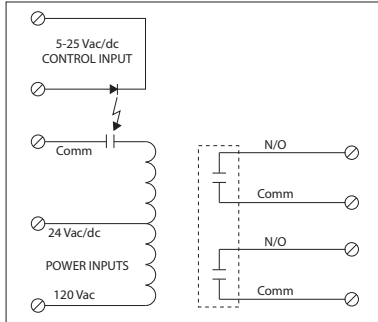 5-25 Vac/dc
CONTROL INPUT
Comm
24 Vac/dc
POWER INPUTS
120 Vac
N/O
Comm
N/O
Comm